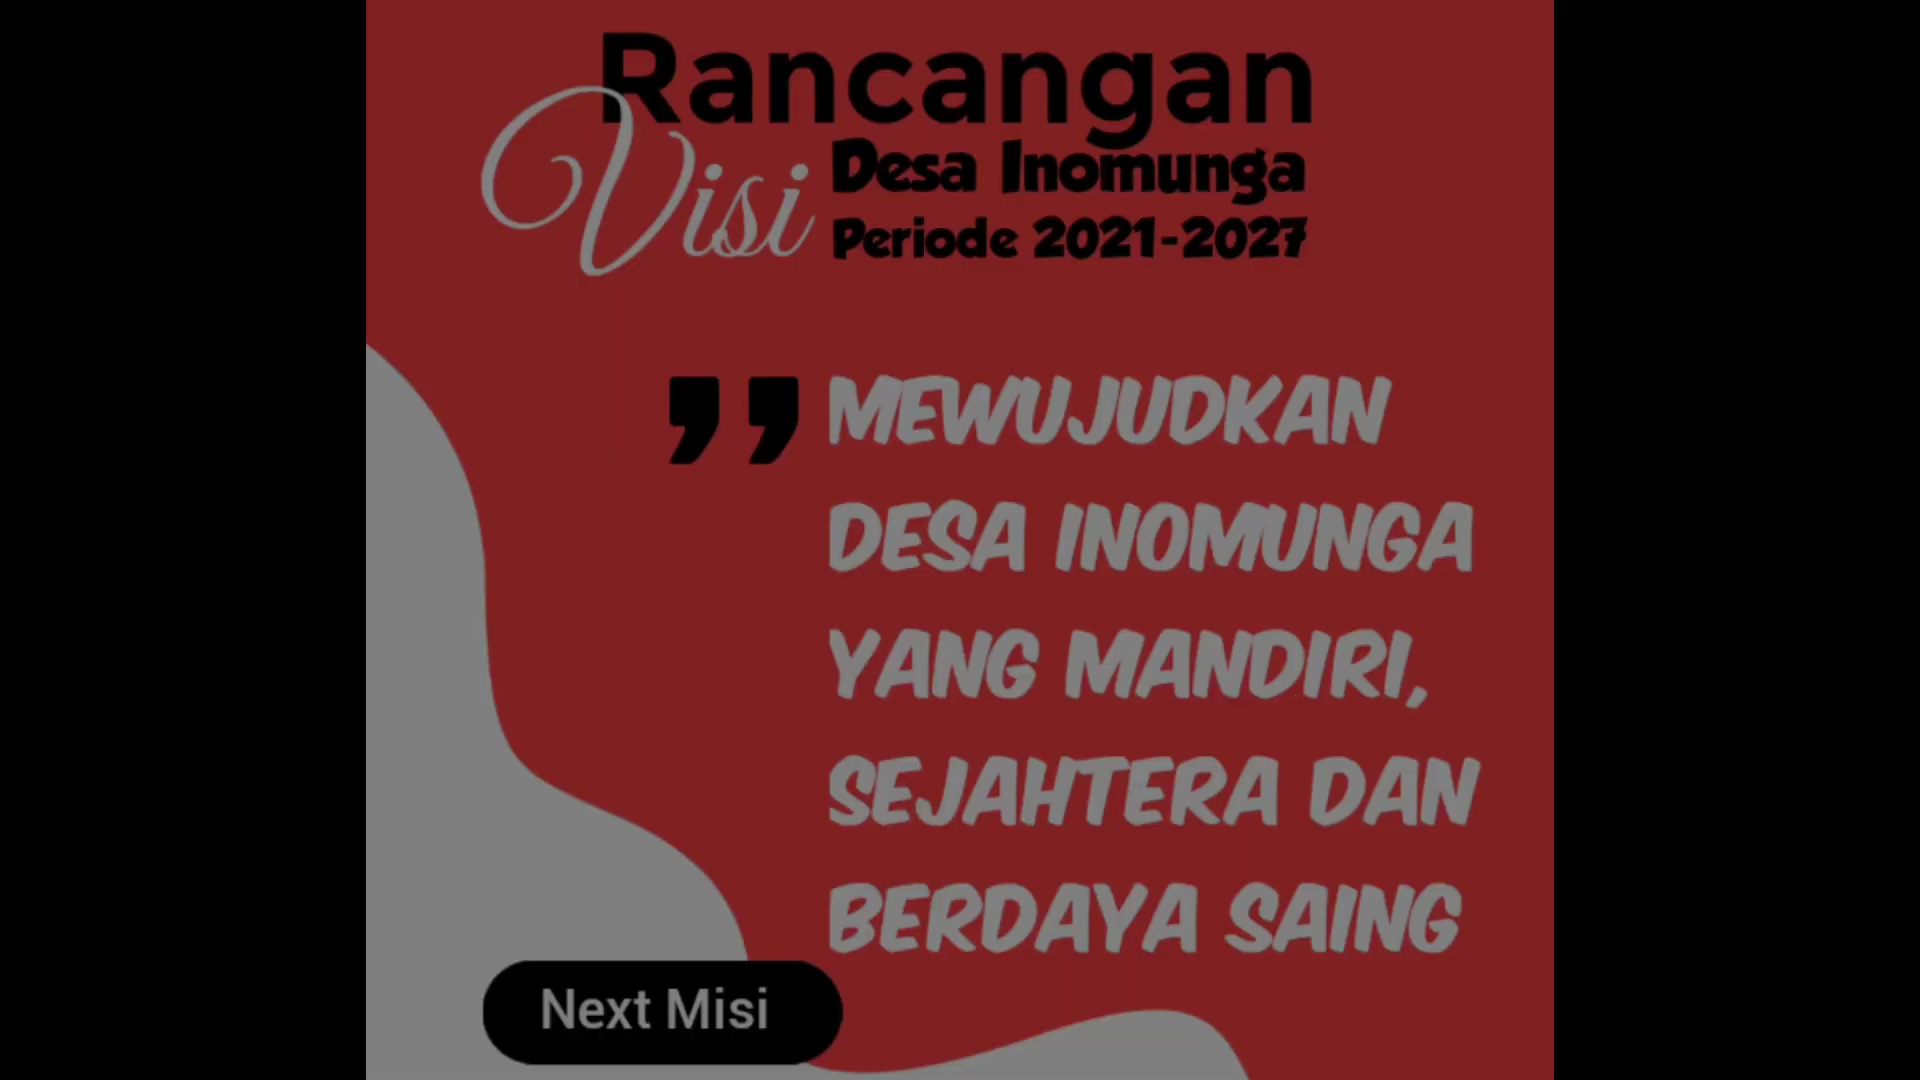 Rancangan
Visi Desa Inomunga
Periode 2021-2027
” MEWUJUDKAN
DESA INOMUNGA
YANG MANDIRI,
SEJAHTERA DAN
BERDAYA SAING
Next Misi